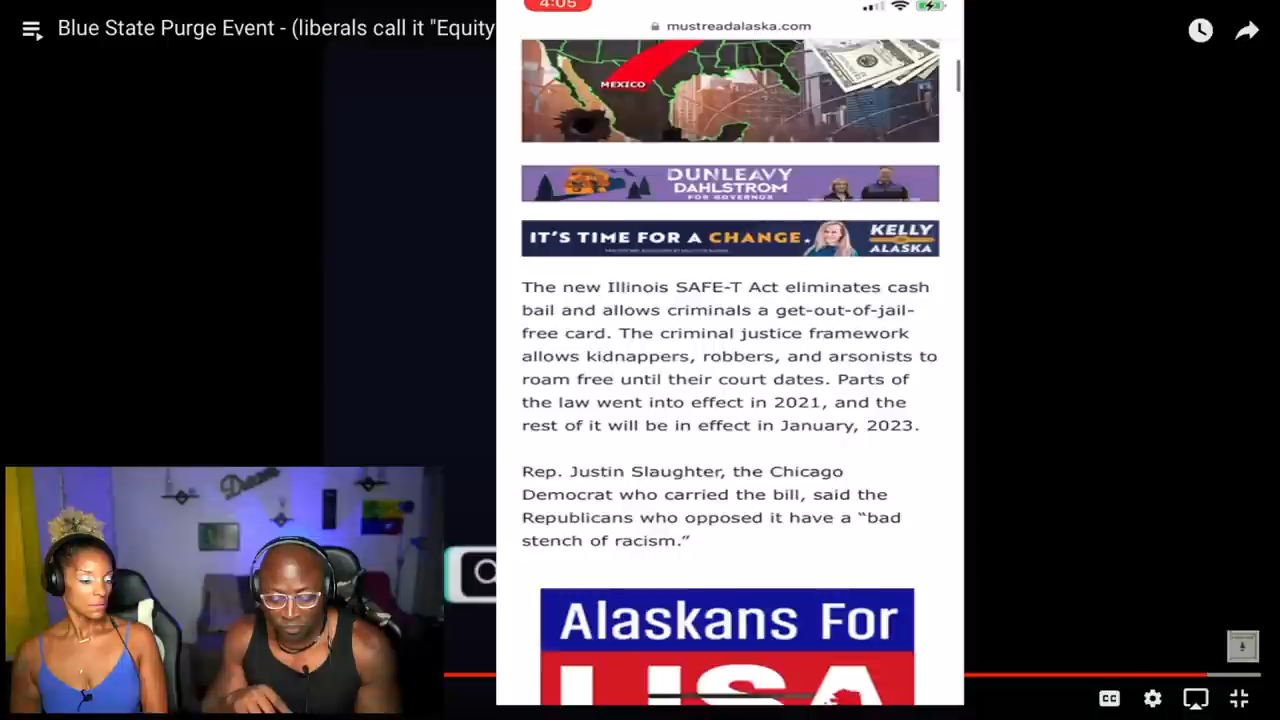 Blue State Purge Event - (liberals call it "Equity
4:05
mustreadalaska.com
MEXICO
DUNLEAVY
DAHLSTROM
FOR GOVERNOR
IT'S TIME FOR A CHANGE.
KELLY
ALASKA
The new Illinois SAFE-T Act eliminates cash
bail and allows criminals a get-out-of-jail-
free card. The criminal justice framework
allows kidnappers, robbers, and arsonists to
roam free until their court dates. Parts of
the law went into effect in 2021, and the
rest of it will be in effect in January, 2023.
Rep. Justin Slaughter, the Chicago
Democrat who carried the bill, said the
Republicans who opposed it have a “bad
stench of racism.”
Alaskans For
LISA
CC